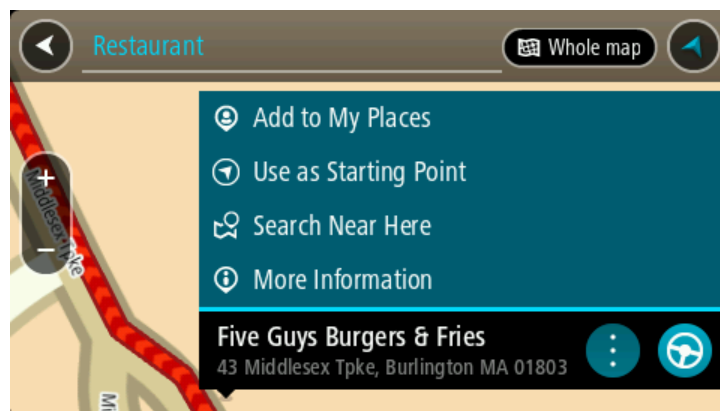 Restaurant
Whole map
Add to My Places
Use as Starting Point
Search Near Here
More Information
Five Guys Burgers & Fries
43 Middlesex Tpke, Burlington MA 01803
+
Middlesex Tpke
−
Mi